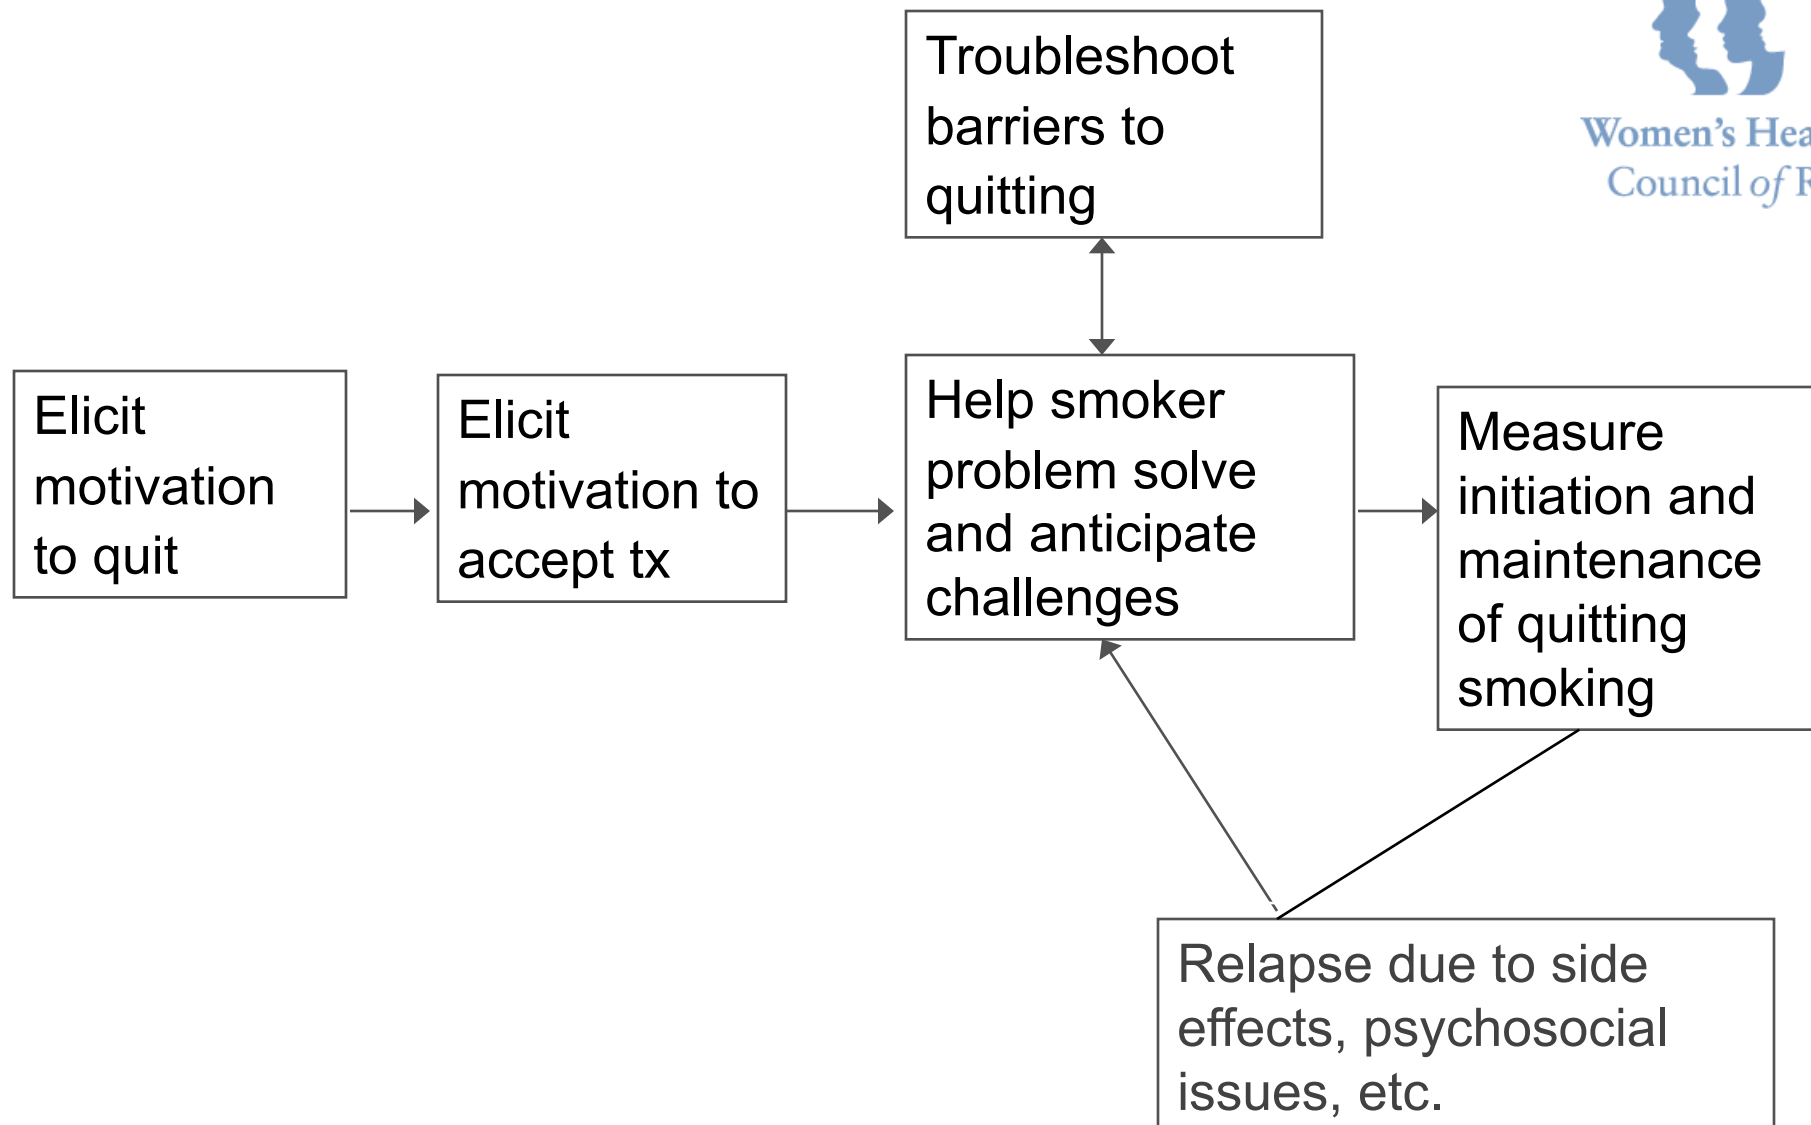 Troubleshoot
barriers to
quitting
Women's
Council of
Elicit
motivation
to quit
Elicit
motivation to
accept tx
Help smoker
problem solve
and anticipate
challenges
Measure
initiation and
maintenance
of quitting
smoking
Relapse due to side
effects, psychosocial
issues, etc.